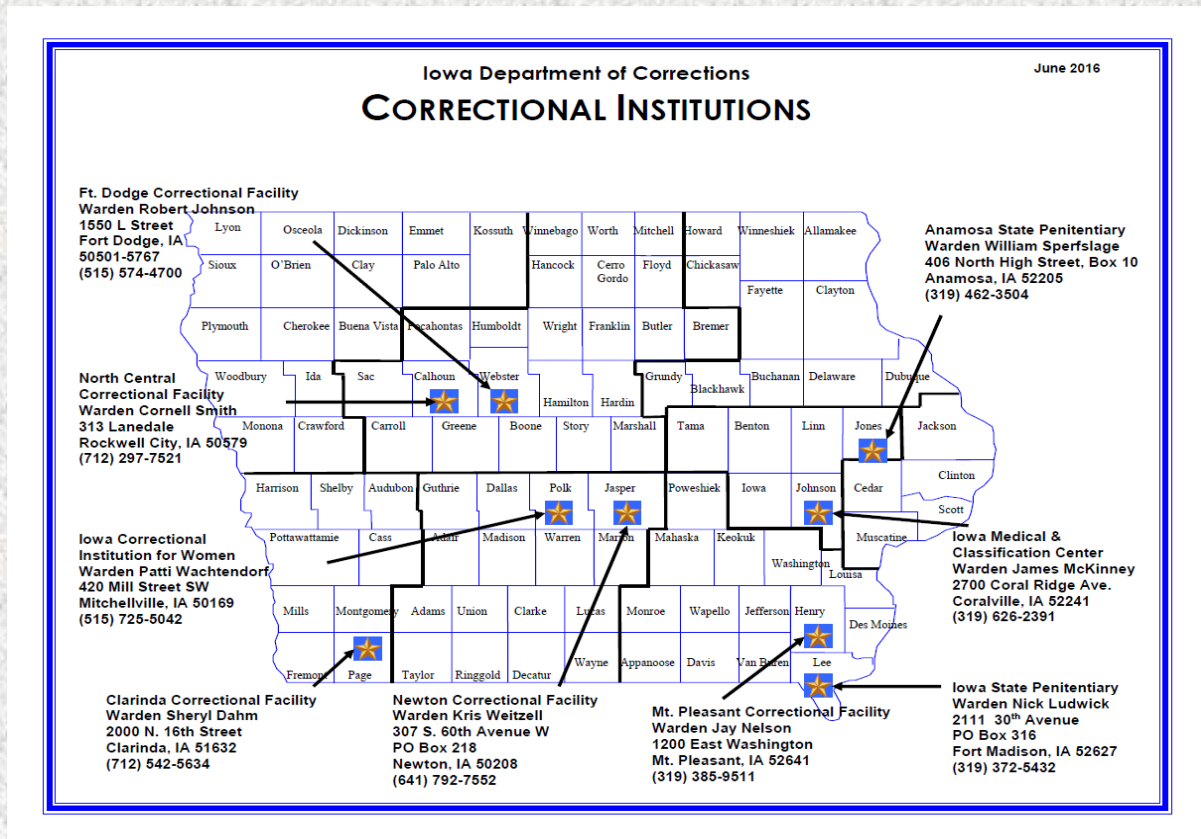 Iowa Department of Corrections
June 2016
CORRECTIONAL INSTITUTIONS
Ft. Dodge Correctional Facility
Warden Robert Johnson
1550 L Street
Fort Dodge, IA
50501-5767
(515) 574-4700
Anamosa State Penitentiary
Warden William Sperfslage
406 North High Street, Box 10
Anamosa, IA 52205
(319) 462-3504
North Central
Correctional Facility
Warden Cornell Smith
313 Lanedale
Rockwell City, IA 50579
(712) 297-7521
Iowa Correctional
Institution for Women
Warden Patti Wachtendorf
420 Mill Street SW
Mitchellville, IA 50169
(515) 725-5042
Iowa Medical &
Classification Center
Warden James McKinney
2700 Coral Ridge Ave.
Coralville, IA 52241
(319) 626-2391
Clarinda Correctional Facility
Warden Sheryl Dahm
2000 N. 16th Street
Clarinda, IA 51632
(712) 542-5634
Newton Correctional Facility
Warden Kris Weitzell
307 S. 60th Avenue W
PO Box 218
Newton, IA 50208
(641) 792-7552
Mt. Pleasant Correctional Facility
Warden Jay Nelson
1200 East Washington
Mt. Pleasant, IA 52641
(319) 385-9511
Iowa State Penitentiary
Warden Nick Ludwick
2111 30th Avenue
PO Box 316
Fort Madison, IA 52627
(319) 372-5432
Lyon Osceola Dickinson Emmet Kossuth Winnebago Worth Mitchell Howard Winneshiek Allamakee
Sioux O'Brien Clay Palo Alto Hancock Cerro Gordo Floyd Chickasaw
Fayette Clayton
Plymouth Cherokee Buena Vista Pocahontas Humboldt Wright Franklin Butler Bremer
Woodbury Ida Sac Calhoun Webster Hamilton Hardin Grundy Blackhawk Buchanan Delaware Dubuque
Monona Crawford Carroll Greene Boone Story Marshall Tama Benton Linn Jones Jackson
Clinton
Harrison Shelby Audubon Guthrie Dallas Polk Jasper Poweshiek Iowa Johnson Cedar
Scott
Pottawattamie Cass Adair Madison Warren Marion Mahaska Keokuk Washington Louisa Muscatine
Mills Montgomery Adams Union Clarke Lucas Monroe Wapello Jefferson Henry Des Moines
Fremont Page Taylor Ringgold Decatur Wayne Appanoose Davis Van Buren Lee